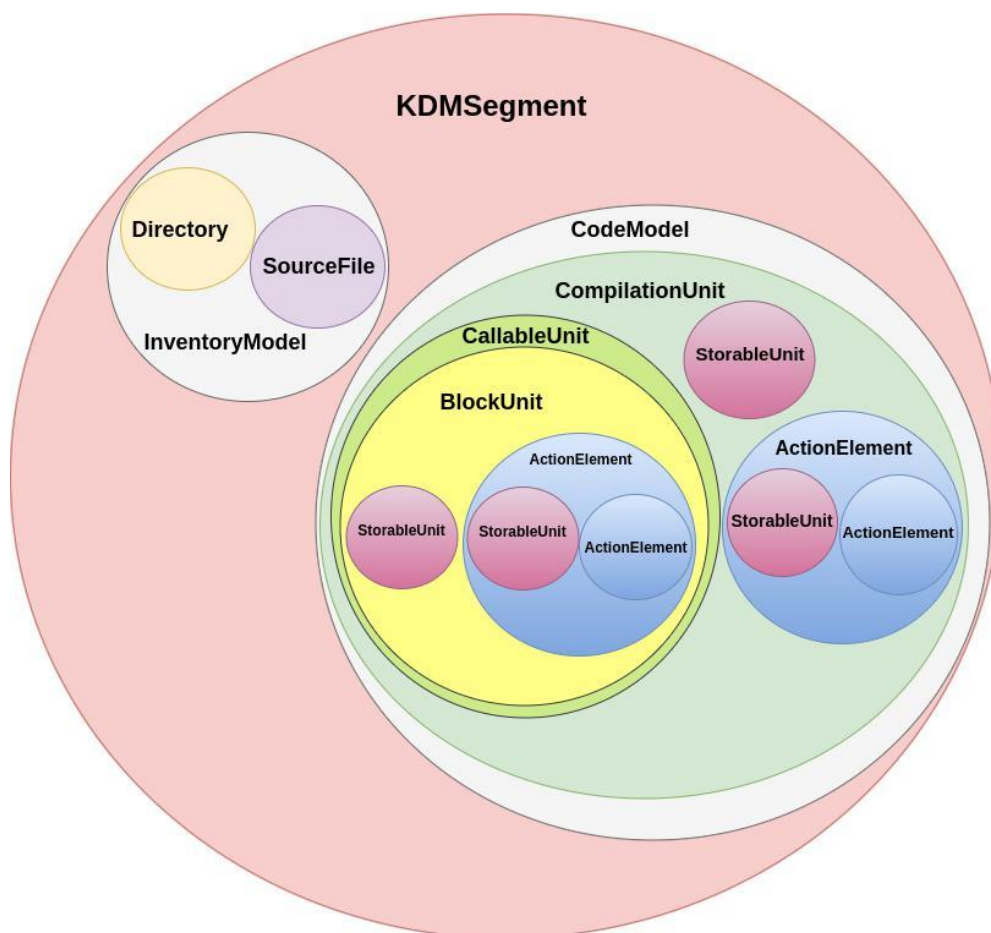 KDMSegment
Directory
SourceFile
InventoryModel
CodeModel
CompilationUnit
CallableUnit
BlockUnit
StorableUnit
ActionElement
StorableUnit
ActionElement
StorableUnit
ActionElement
StorableUnit
ActionElement